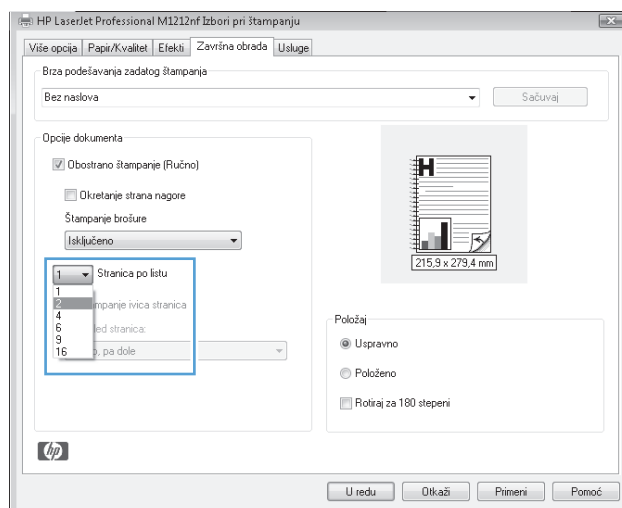 HP LaserJet Professional M1212nf Izbori pri štampanju
Više opcija Papir/Kvalitet Efekti Završna obrada Usluge
Brza podešavanja zadatog štampanja
Bez naslova
Sačuvaj
Opcije dokumenta
Obostrano štampanje (Ručno)
Okretanje strana nagore
Štampanje brošure
Isključeno
1 Stranica po listu
1
2 mpanje ivica stranica
4
6 led stranica:
9
16 , pa dole
H
215,9 x 279,4 mm
Položaj
Uspravno
Položeno
Rotiraj za 180 stepeni
hp
U redu Otkaži Primeni Pomoć